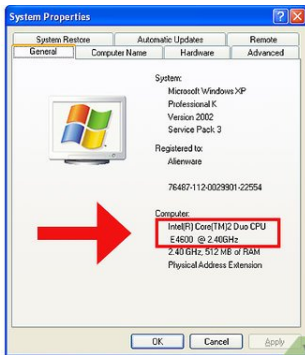 System Properties
System Restore
Automatic Updates
Remote
General
Computer Name
Hardware
Advanced
System:
Microsoft Windows XP
Professional K
Version 2002
Service Pack 3
Registered to:
Alienware
76487-112-0029901-22554
Computer:
Intel(R) Core(TM)2 Duo CPU
E4600 @ 2.40GHz
2.40 GHz, 512 MB of RAM
Physical Address Extension
OK
Cancel
Apply